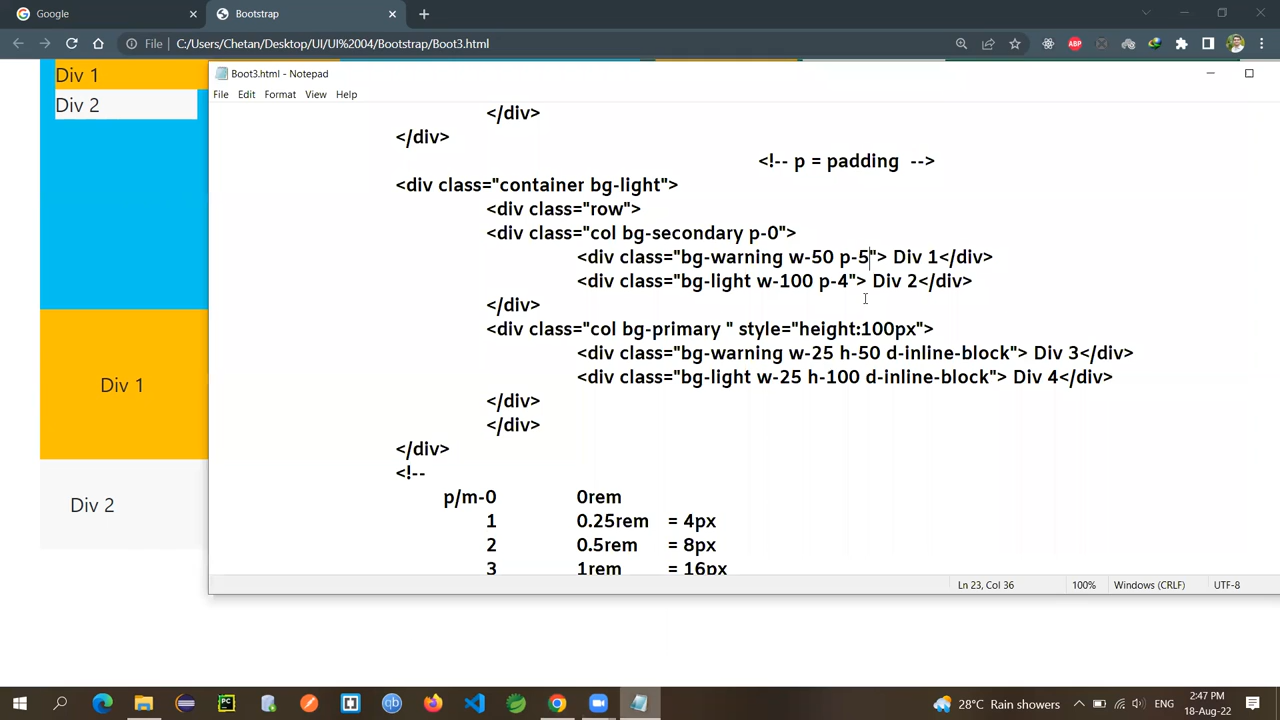 Google
Bootstrap
File C:/Users/Chetan/Desktop/UI/UI%2004/Bootstrap/Boot3.html
ABP
Div 1
Div 2
Div 1
Div 2
Boot3.html - Notepad
File Edit Format View Help
</div>
</div>
<!-- p = padding -->
<div class="container bg-light">
<div class="row">
<div class="col bg-secondary p-0">
<div class="bg-warning w-50 p-5"> Div 1</div>
<div class="bg-light w-100 p-4"> Div 2</div>
</div>
<div class="col bg-primary " style="height:100px">
<div class="bg-warning w-25 h-50 d-inline-block"> Div 3</div>
<div class="bg-light w-25 h-100 d-inline-block"> Div 4</div>
</div>
</div>
</div>
<!--
p/m-0 0rem
1 0.25rem = 4px
2 0.5rem = 8px
3 1rem = 16px
Ln 23, Col 36 100% Windows (CRLF) UTF-8
28°C Rain showers ENG 2:47 PM
18-Aug-22